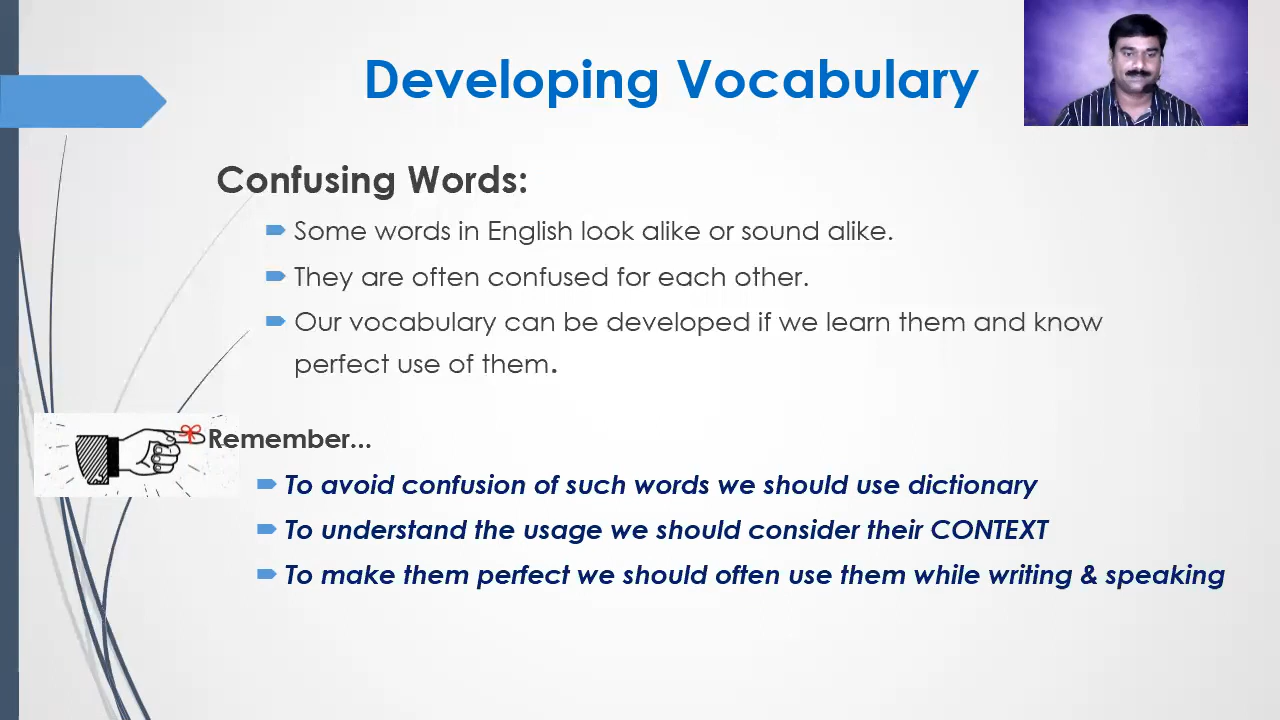 Developing Vocabulary
Confusing Words:
Some words in English look alike or sound alike.
They are often confused for each other.
Our vocabulary can be developed if we learn them and know
perfect use of them.
Remember...
To avoid confusion of such words we should use dictionary
To understand the usage we should consider their CONTEXT
To make them perfect we should often use them while writing & speaking